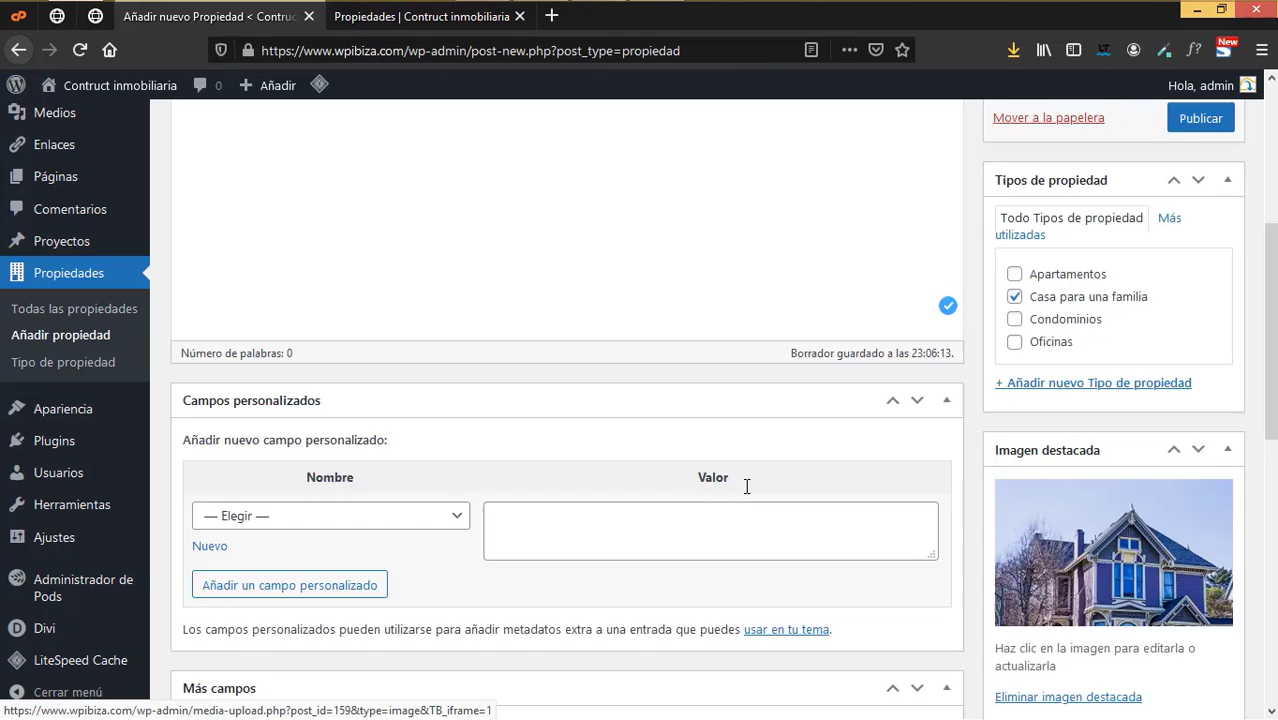 Añadir nuevo Propiedad < Contruc
Propiedades | Contruct inmobiliaria
https://www.wpibiza.com/wp-admin/post-new.php?post_type=propiedad
New
Contruct inmobiliaria
0
Añadir
Hola, admin
Medios
Enlaces
Páginas
Comentarios
Proyectos
Propiedades
Todas las propiedades
Añadir propiedad
Tipo de propiedad
Apariencia
Plugins
Usuarios
Herramientas
Ajustes
Administrador de
Pods
Divi
LiteSpeed Cache
Cerrar menú
Número de palabras: 0
Borrador guardado a las 23:06:13.
Campos personalizados
Añadir nuevo campo personalizado:
Nombre
Valor
— Elegir —
Nuevo
Añadir un campo personalizado
Los campos personalizados pueden utilizarse para añadir metadatos extra a una entrada que puedes usar en tu tema.
Más campos
Mover a la papelera
Publicar
Tipos de propiedad
Todo Tipos de propiedad
Más
utilizadas
Apartamentos
Casa para una familia
Condominios
Oficinas
+ Añadir nuevo Tipo de propiedad
Imagen destacada
Haz clic en la imagen para editarla o
actualizarla
Eliminar imagen destacada
https://www.wpibiza.com/wp-admin/media-upload.php?post_id=159&type=image&TB_iframe=1